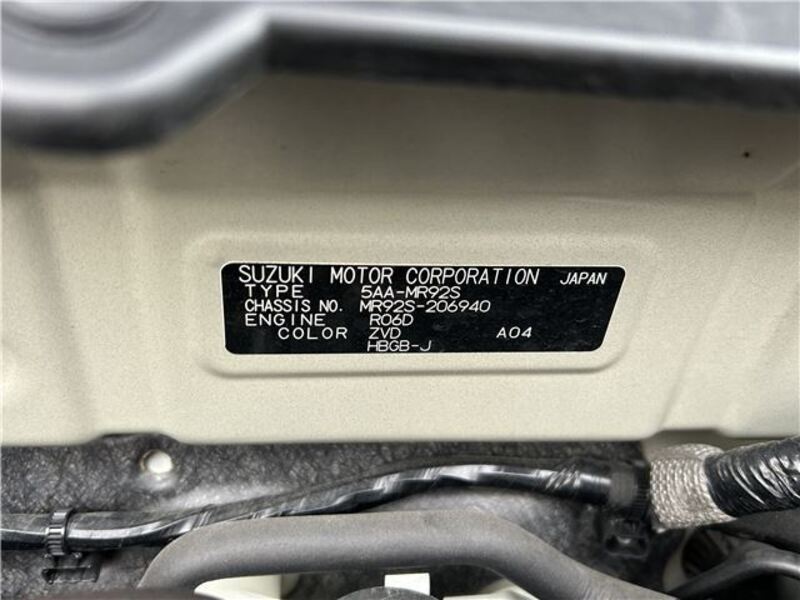 SUZUKI MOTOR CORPORATION JAPAN
TYPE 5AA-MR92S
CHASSIS NO. MR92S-206940
ENGINE R06D
COLOR ZVD A04
HBGB-J